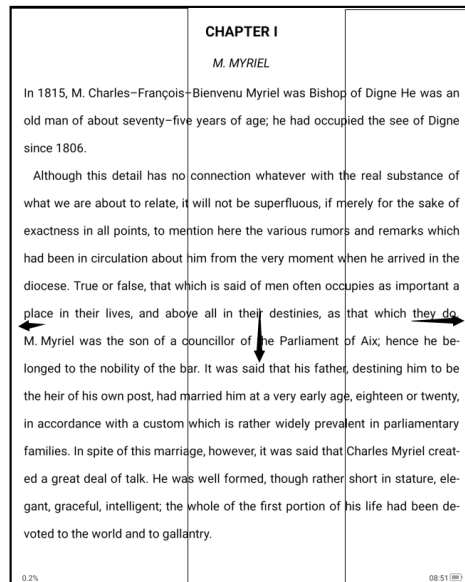 CHAPTER I
M. MYRIEL
In 1815, M. Charles–François–Bienvenu Myriel was Bishop of Digne He was an
old man of about seventy–five years of age; he had occupied the see of Digne
since 1806.
Although this detail has no connection whatever with the real substance of
what we are about to relate, it will not be superfluous, if merely for the sake of
exactness in all points, to mention here the various rumors and remarks which
had been in circulation about him from the very moment when he arrived in the
diocese. True or false, that which is said of men often occupies as important a
place in their lives, and above all in their destinies, as that which they do.
M. Myriel was the son of a councillor of the Parliament of Aix; hence he be-
longed to the nobility of the bar. It was said that his father, destining him to be
the heir of his own post, had married him at a very early age, eighteen or twenty,
in accordance with a custom which is rather widely prevalent in parliamentary
families. In spite of this marriage, however, it was said that Charles Myriel creat-
ed a great deal of talk. He was well formed, though rather short in stature, ele-
gant, graceful, intelligent; the whole of the first portion of his life had been de-
voted to the world and to gallantry.
0.2%
08:51